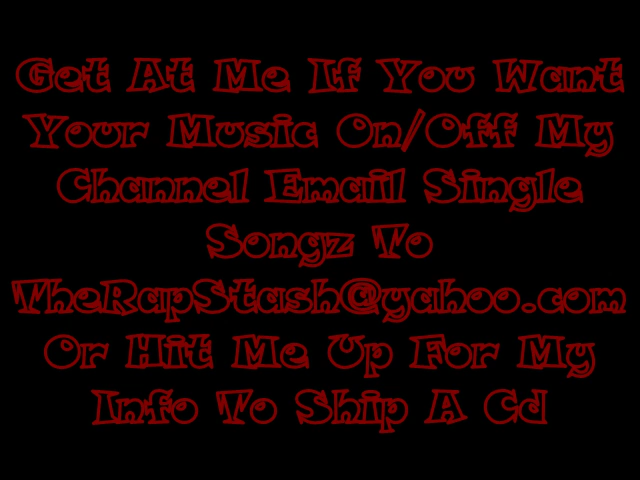 Get At Me If You Want
Your Music On/Off My
Channel Email Single
Songz To
TheRapStash@yahoo.com
Or Hit Me Up For My
Info To Ship A Cd